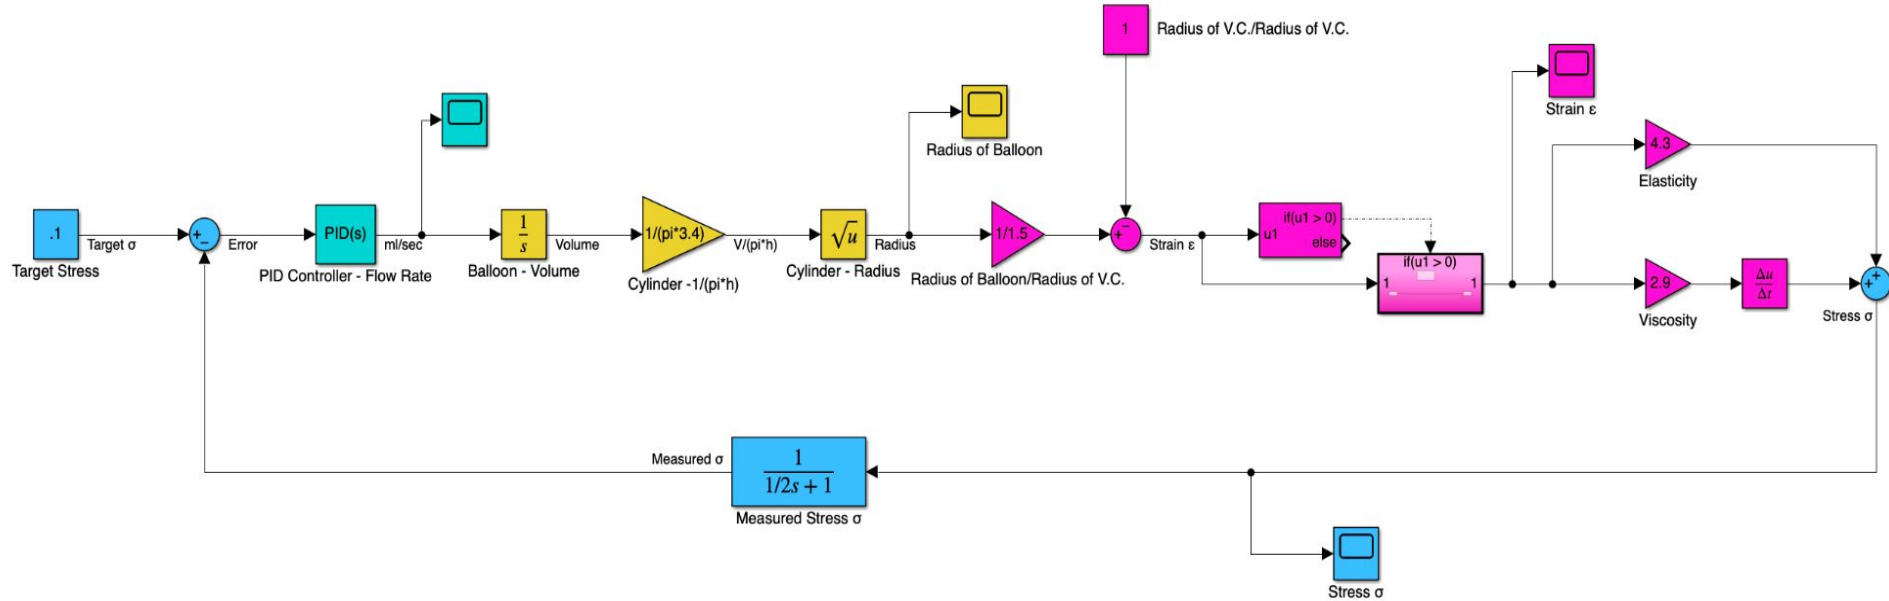 1
Radius of V.C./Radius of V.C.
Strain ε
Radius of Balloon
4.3
Elasticity
.1
Target σ
Target Stress
+
−
Error
PID(s)
ml/sec
PID Controller - Flow Rate
1
s
Volume
Balloon - Volume
1/(pi*3.4)
V/(pi*h)
Cylinder -1/(pi*h)
√u
Radius
Cylinder - Radius
1/1.5
Radius of Balloon/Radius of V.C.
+ −
Strain ε
if(u1 > 0)
u1
else
if(u1 > 0)
1
1
2.9
Viscosity
Δu
Δt
+
+
Stress σ
Measured σ
1
1/2s + 1
Measured Stress σ
Stress σ